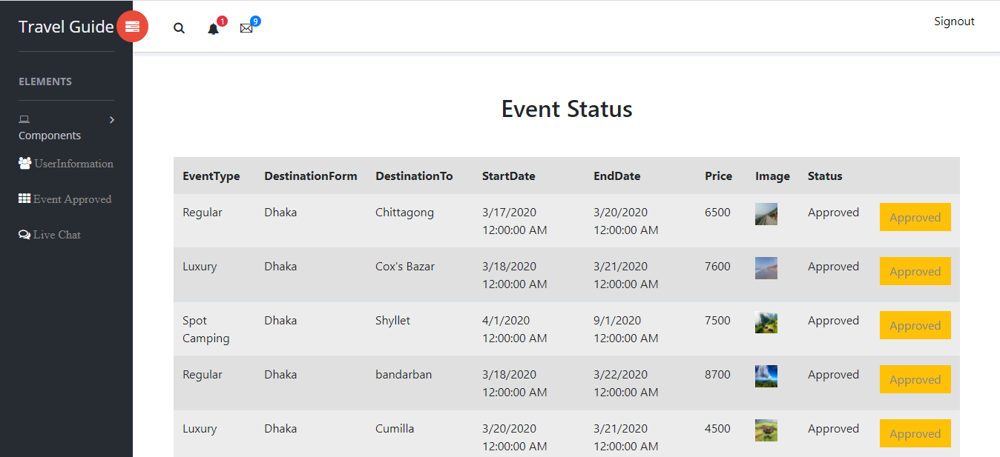 Travel Guide
1
9
Signout
ELEMENTS
Components
UserInformation
Event Approved
Live Chat
Event Status
EventType DestinationForm DestinationTo StartDate EndDate Price Image Status
Regular Dhaka Chittagong 3/17/2020 3/20/2020 6500 Approved Approved
12:00:00 AM 12:00:00 AM
Luxury Dhaka Cox's Bazar 3/18/2020 3/21/2020 7600 Approved Approved
12:00:00 AM 12:00:00 AM
Spot Dhaka Shyllet 4/1/2020 9/1/2020 7500 Approved Approved
Camping 12:00:00 AM 12:00:00 AM
Regular Dhaka bandarban 3/18/2020 3/22/2020 8700 Approved Approved
12:00:00 AM 12:00:00 AM
Luxury Dhaka Cumilla 3/20/2020 3/21/2020 4500 Approved Approved
12:00:00 AM 12:00:00 AM